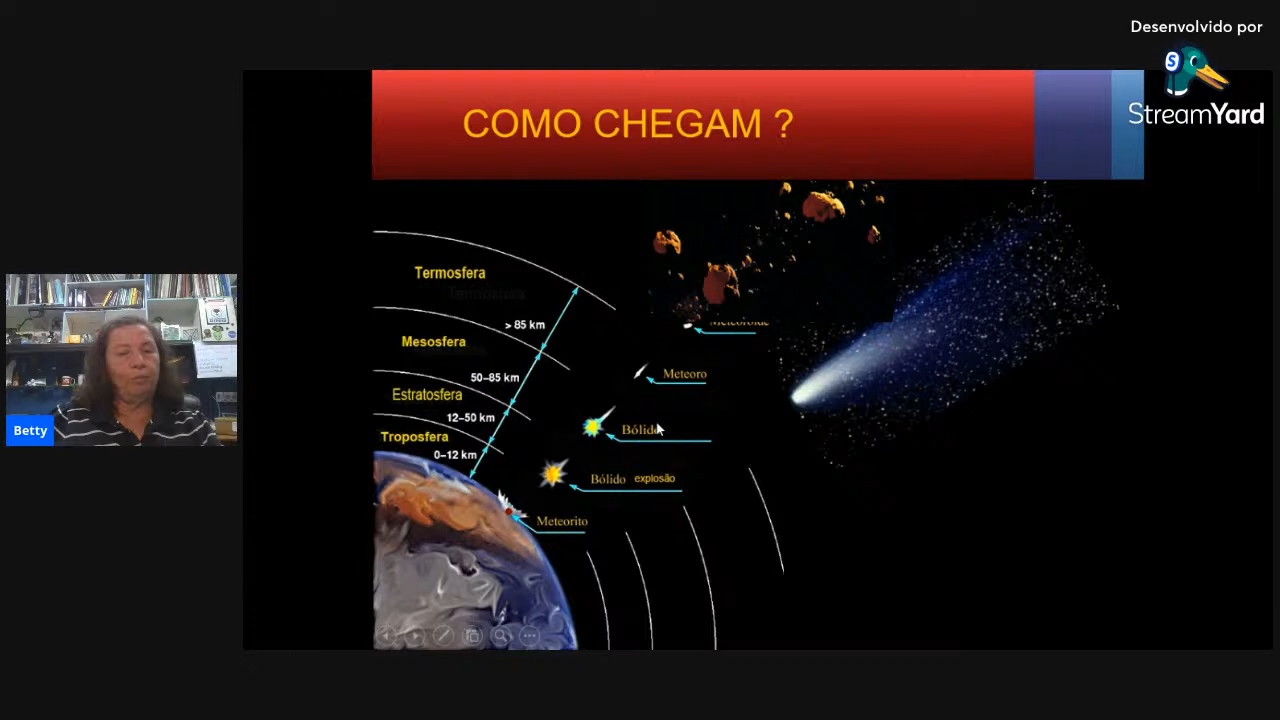 Desenvolvido por
StreamYard
COMO CHEGAM ?
Termosfera
> 85 km
Mesosfera
50–85 km
Estratosfera
12–50 km
Troposfera
0–12 km
Meteoroide
Meteoro
Bólido
Bólido explosão
Meteorito
Betty